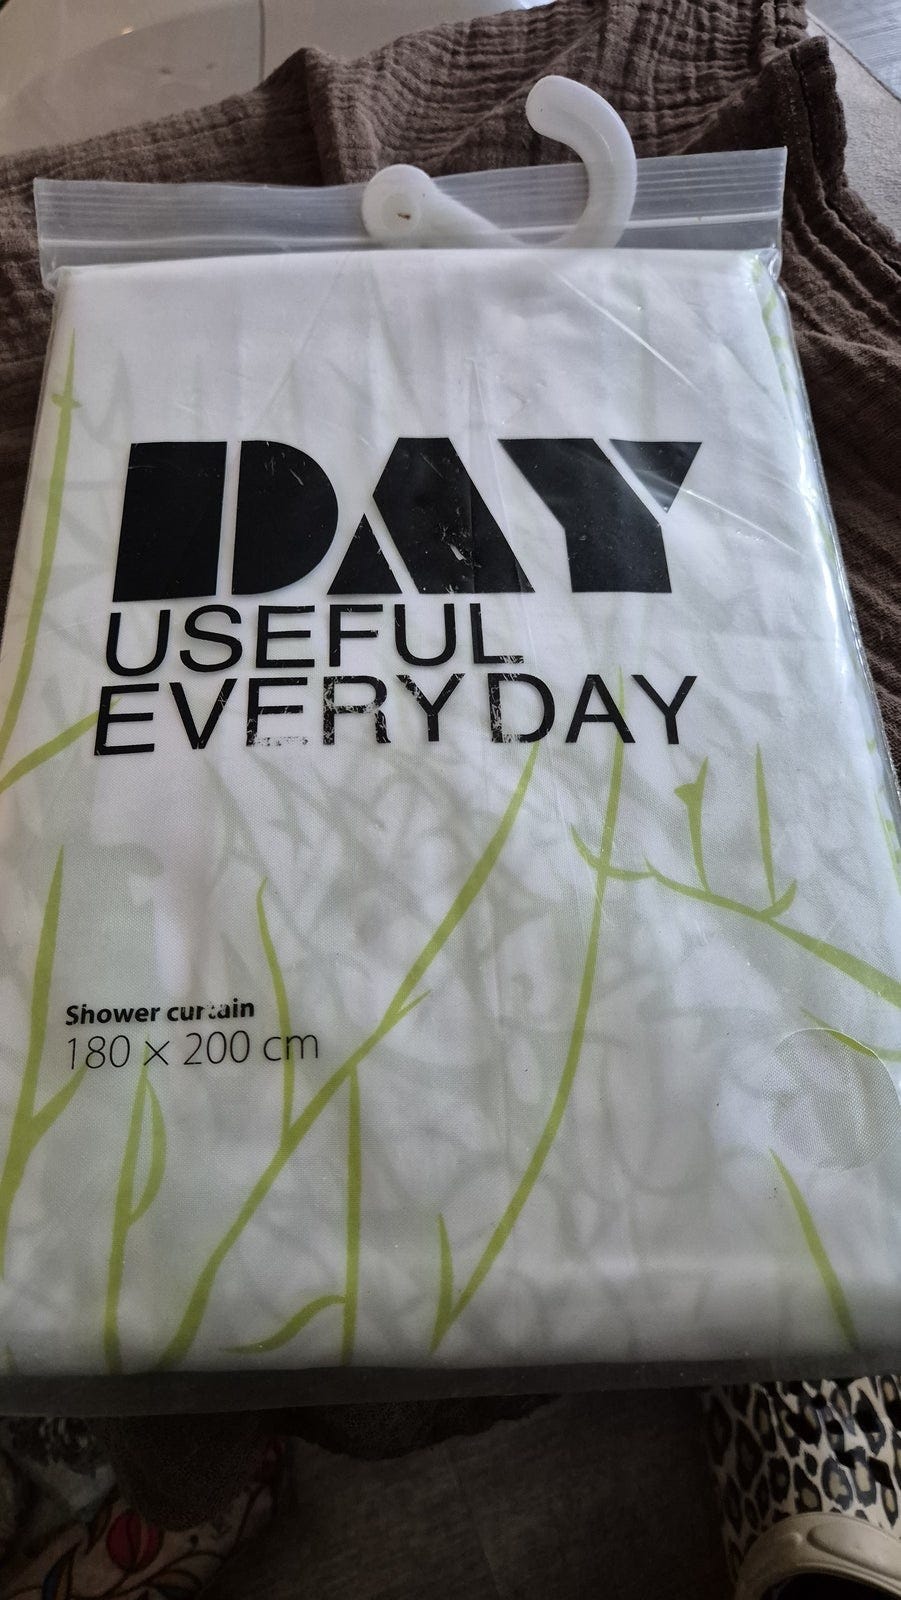 DAY
USEFUL
EVERYDAY
Shower curtain
180 × 200 cm